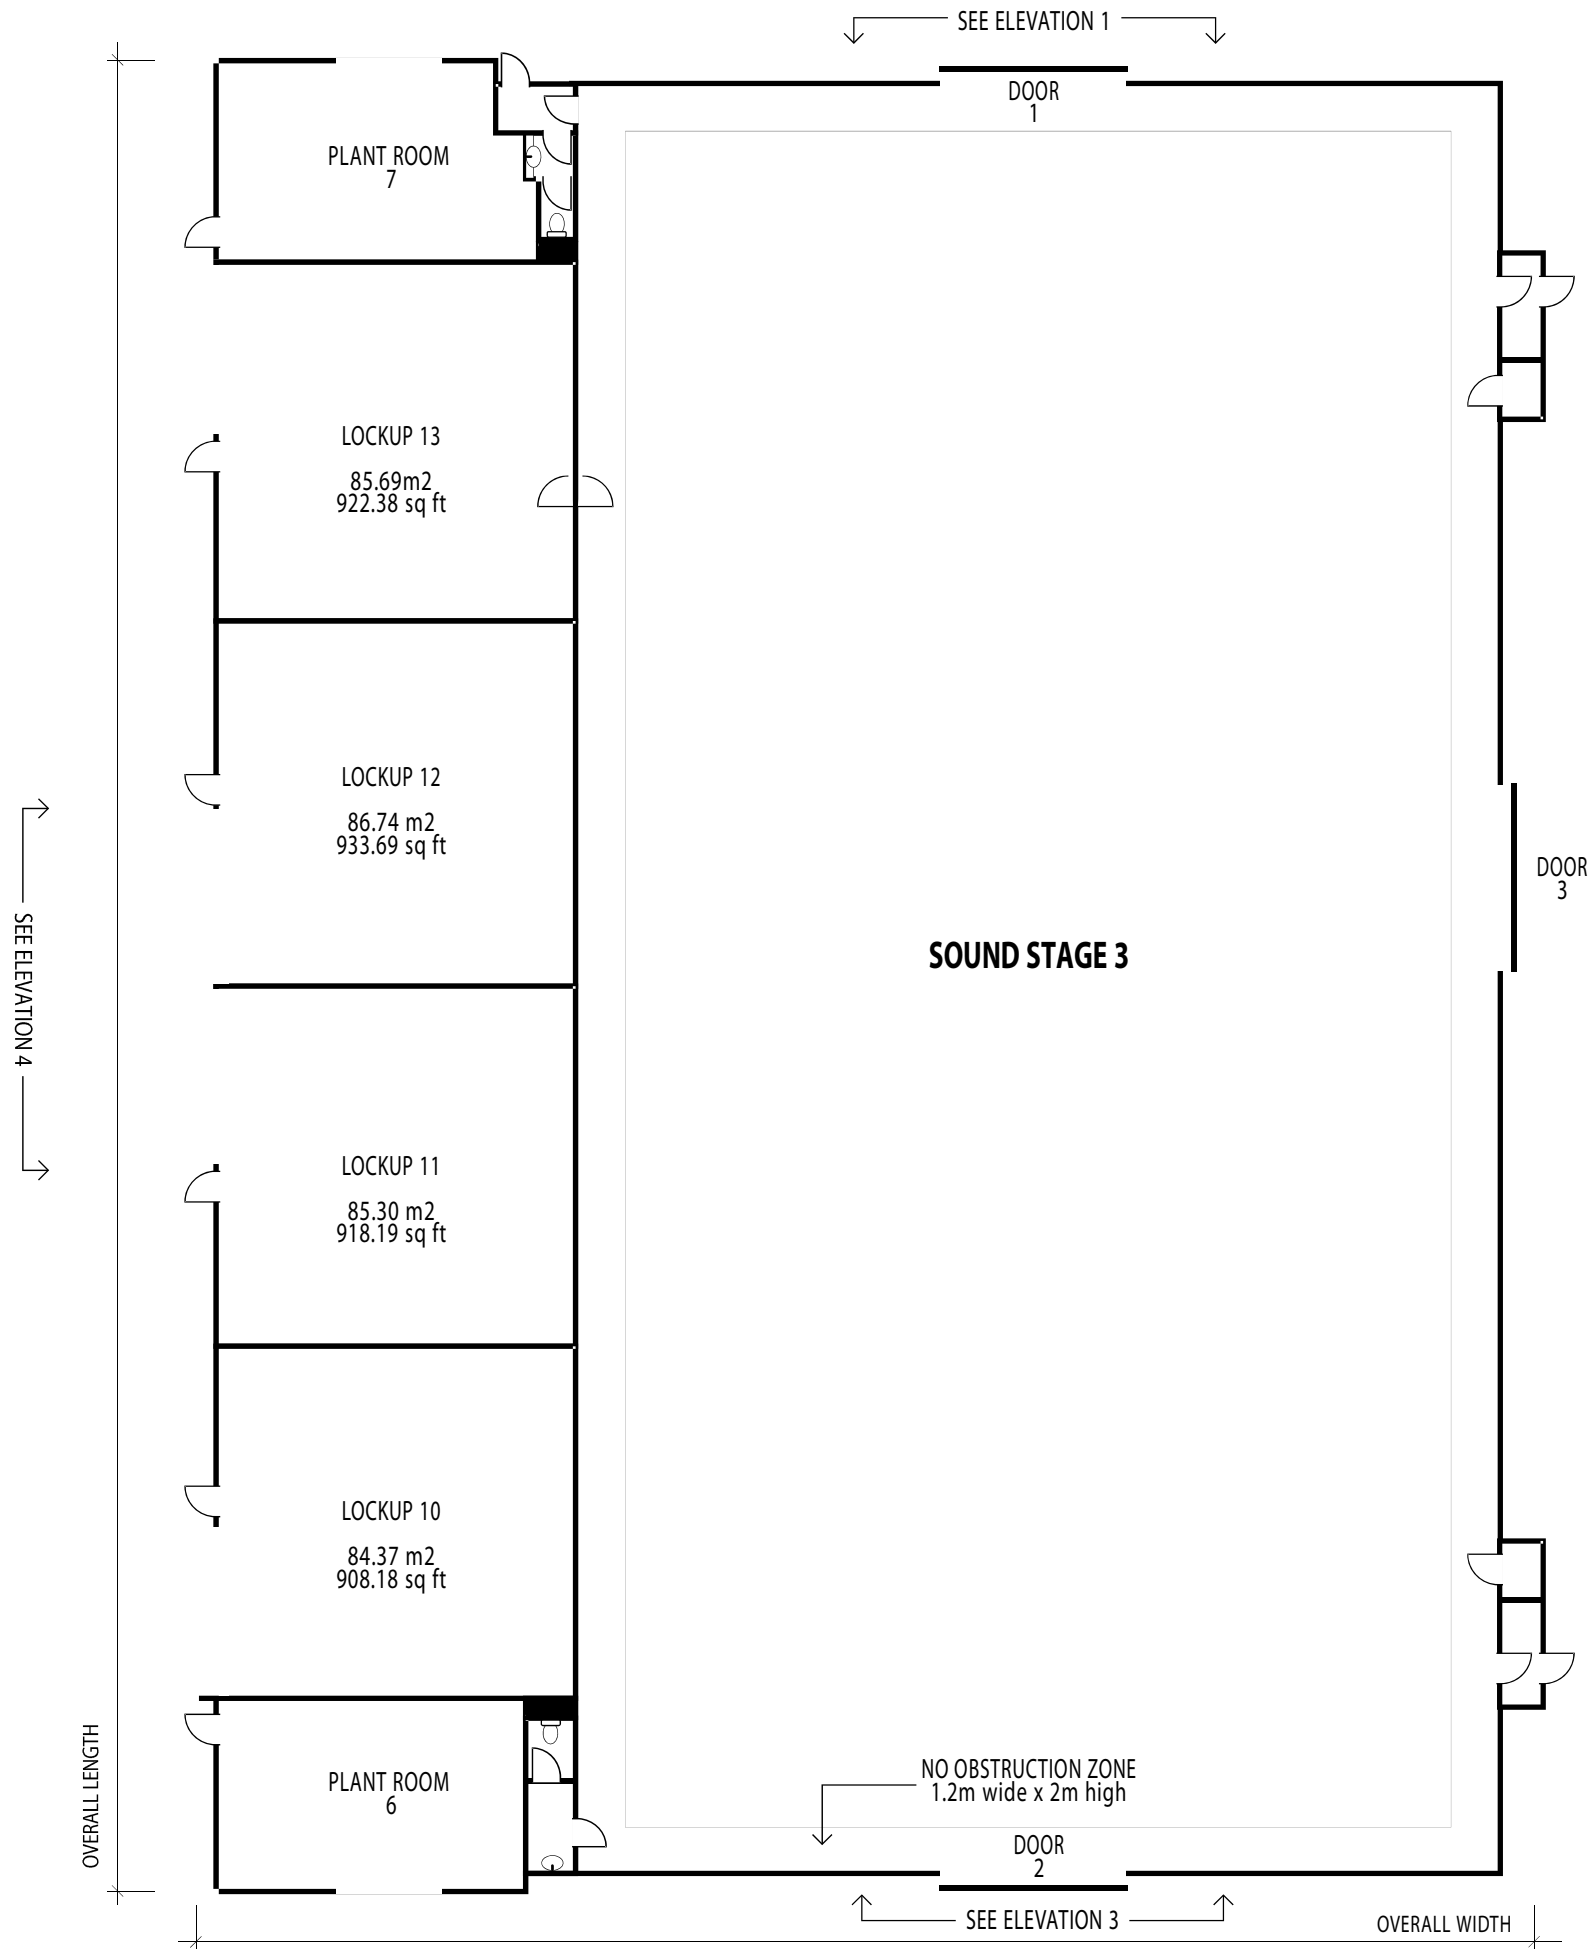 SEE ELEVATION 1
DOOR
1
PLANT ROOM
7
LOCKUP 13
85.69m2
922.38 sq ft
LOCKUP 12
86.74 m2
933.69 sq ft
DOOR
3
SOUND STAGE 3
SEE ELEVATION 4
LOCKUP 11
85.30 m2
918.19 sq ft
LOCKUP 10
84.37 m2
908.18 sq ft
NO OBSTRUCTION ZONE
1.2m wide x 2m high
PLANT ROOM
6
OVERALL LENGTH
DOOR
2
SEE ELEVATION 3
OVERALL WIDTH